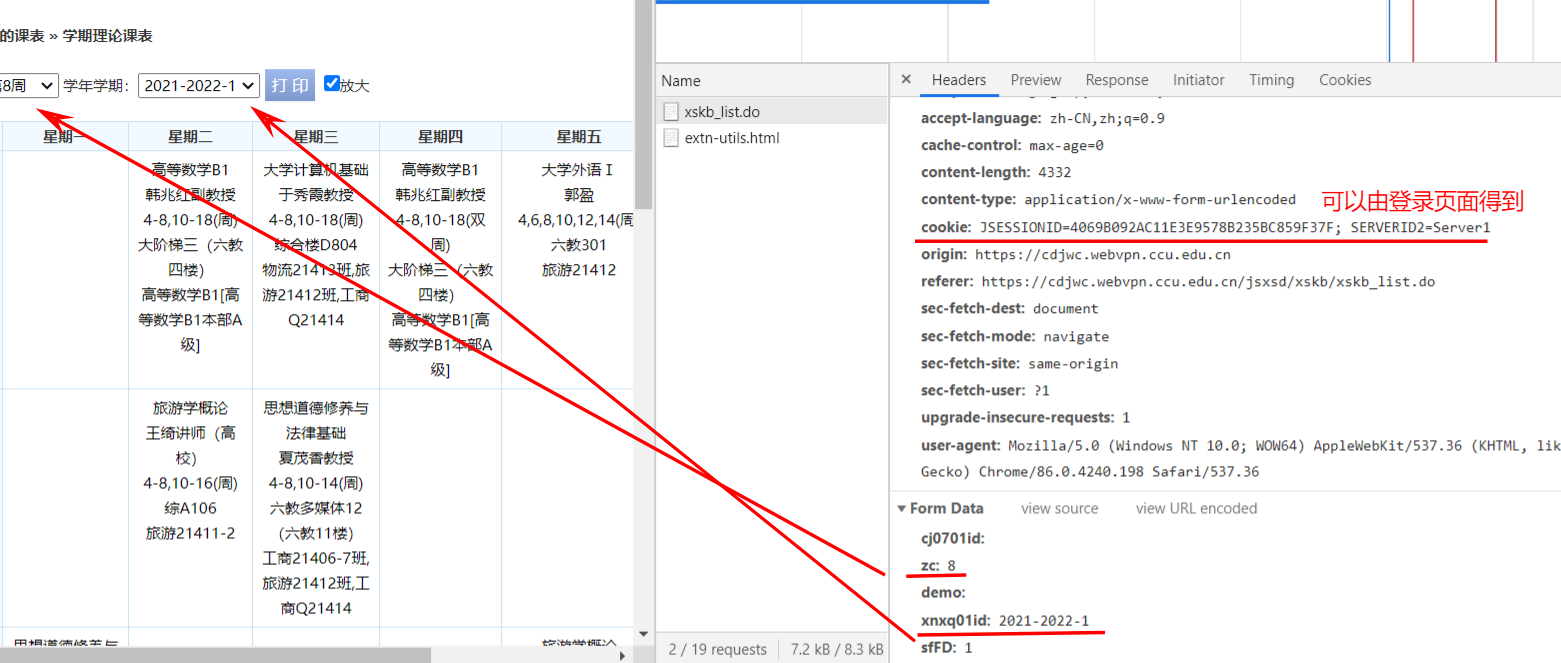 的课表 » 学期理论课表
8周 学年学期： 2021-2022-1 打 印 放大
星期一 星期二 星期三 星期四 星期五
高等数学B1
韩兆红副教授
4-8,10-18(周)
大阶梯三（六教
四楼）
高等数学B1[高
等数学B1本部A
级]
大学计算机基础
于秀霞教授
4-8,10-18(周)
综合楼D804
物流21413班,旅
游21412班,工商
Q21414
高等数学B1
韩兆红副教授
4-8,10-18(双
周)
大阶梯三（六教
四楼）
高等数学B1[高
等数学B1本部A
级]
大学外语 I
郭盈
4,6,8,10,12,14(周
六教301
旅游21412
旅游学概论
王绮讲师（高
校）
4-8,10-16(周)
综A106
旅游21411-2
思想道德修养与
法律基础
夏茂香教授
4-8,10-14(周)
六教多媒体12
（六教11楼）
工商21406-7班,
旅游21412班,工
商Q21414
思想道德修养与
旅游学概论
Name
xskb_list.do
extn-utils.html
2 / 19 requests 7.2 kB / 8.3 kB
× Headers Preview Response Initiator Timing Cookies
accept-language: zh-CN,zh;q=0.9
cache-control: max-age=0
content-length: 4332
content-type: application/x-www-form-urlencoded
可以由登录页面得到
cookie: JSESSIONID=4069B092AC11E3E9578B235BC859F37F; SERVERID2=Server1
origin: https://cdjwc.webvpn.ccu.edu.cn
referer: https://cdjwc.webvpn.ccu.edu.cn/jsxsd/xskb/xskb_list.do
sec-fetch-dest: document
sec-fetch-mode: navigate
sec-fetch-site: same-origin
sec-fetch-user: ?1
upgrade-insecure-requests: 1
user-agent: Mozilla/5.0 (Windows NT 10.0; WOW64) AppleWebKit/537.36 (KHTML, lik
Gecko) Chrome/86.0.4240.198 Safari/537.36
Form Data view source view URL encoded
cj0701id:
zc: 8
demo:
xnxq01id: 2021-2022-1
sfFD: 1